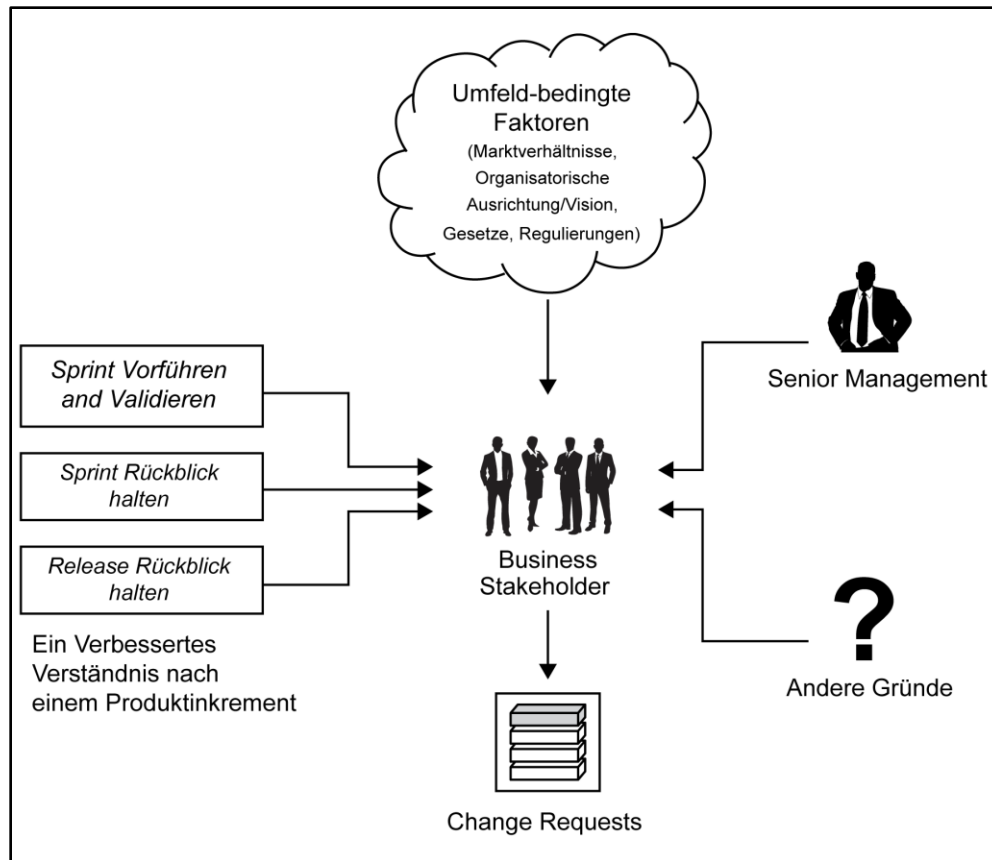 Umfeld-bedingte
Faktoren
(Marktverhältnisse,
Organisatorische
Ausrichtung/Vision,
Gesetze, Regulierungen)
Sprint Vorführen
and Validieren
Sprint Rückblick
halten
Release Rückblick
halten
Ein Verbessertes
Verständnis nach
einem Produktinkrement
Business
Stakeholder
Senior Management
?
Andere Gründe
Change Requests